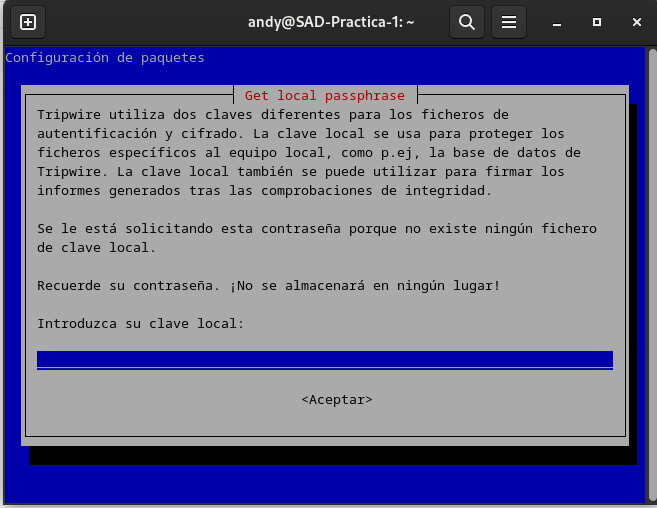 andy@SAD-Practica-1: ~
Configuración de paquetes
Get local passphrase
Tripwire utiliza dos claves diferentes para los ficheros de
autentificación y cifrado. La clave local se usa para proteger los
ficheros específicos al equipo local, como p.ej, la base de datos de
Tripwire. La clave local también se puede utilizar para firmar los
informes generados tras las comprobaciones de integridad.
Se le está solicitando esta contraseña porque no existe ningún fichero
de clave local.
Recuerde su contraseña. ¡No se almacenará en ningún lugar!
Introduzca su clave local:
<Aceptar>